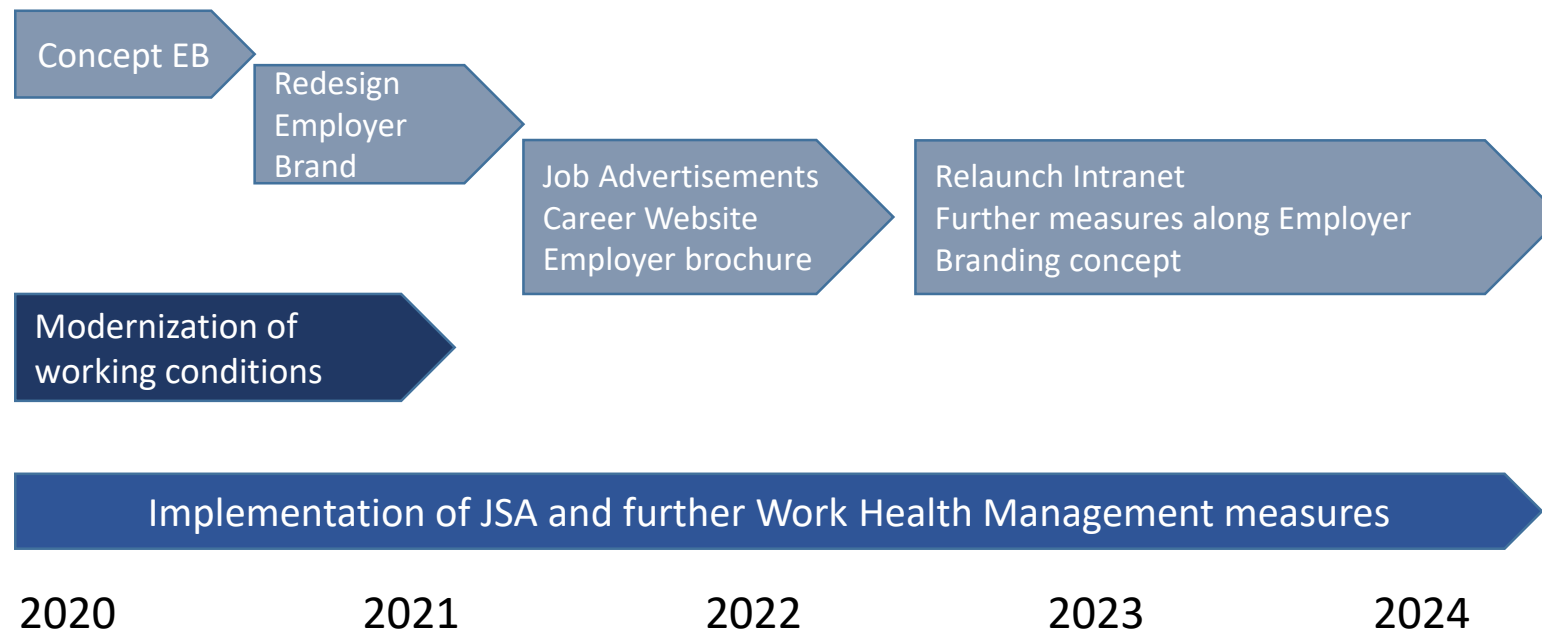 Concept EB
Redesign
Employer
Brand
Job Advertisements
Career Website
Employer brochure
Relaunch Intranet
Further measures along Employer
Branding concept
Modernization of
working conditions
Implementation of JSA and further Work Health Management measures
2020 2021 2022 2023 2024